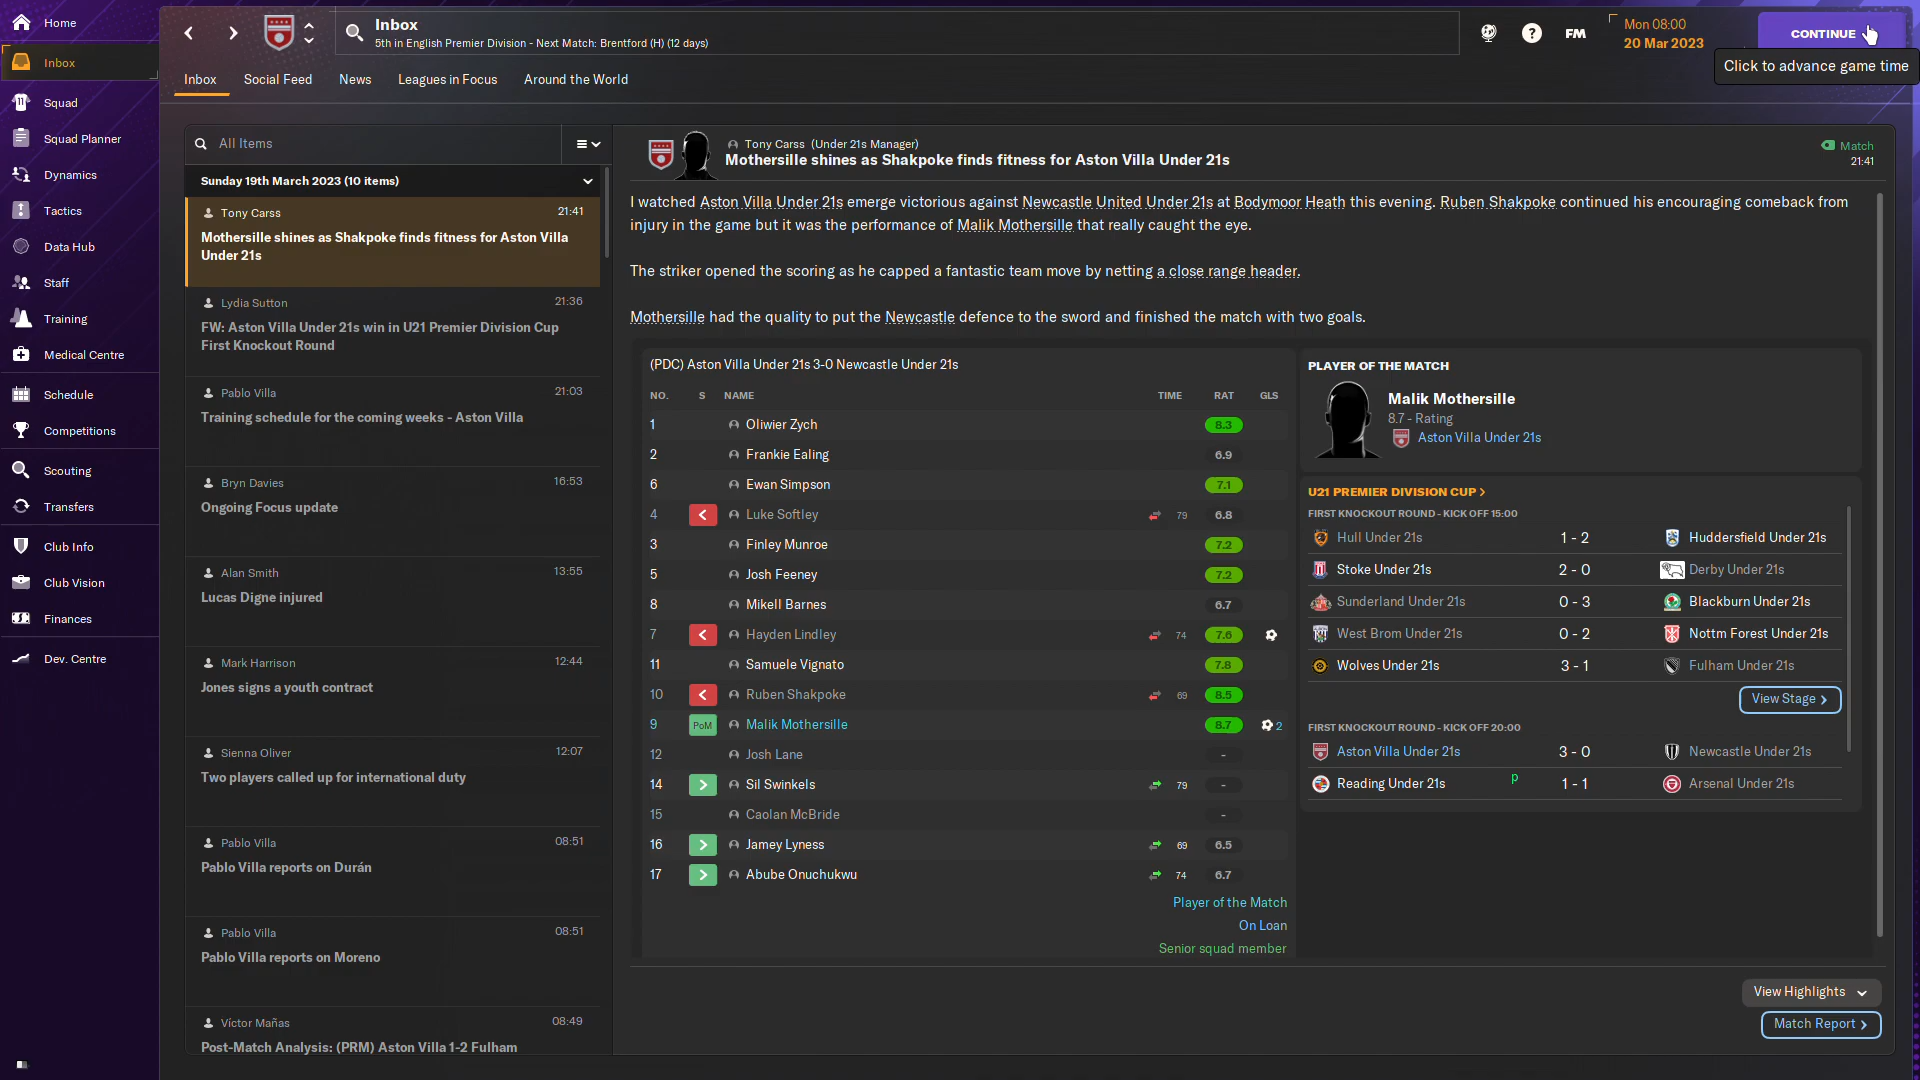 Home
Inbox
Squad
Squad Planner
Dynamics
Tactics
Data Hub
Staff
Training
Medical Centre
Schedule
Competitions
Scouting
Transfers
Club Info
Club Vision
Finances
Dev. Centre
Inbox
5th in English Premier Division - Next Match: Brentford (H) (12 days)
FM
Mon 08:00
20 Mar 2023
CONTINUE
Click to advance game time
Inbox Social Feed News Leagues in Focus Around the World
All Items
Sunday 19th March 2023 (10 items)
Tony Carss 21:41
Mothersille shines as Shakpoke finds fitness for Aston Villa
Under 21s
Lydia Sutton 21:36
FW: Aston Villa Under 21s win in U21 Premier Division Cup
First Knockout Round
Pablo Villa 21:03
Training schedule for the coming weeks - Aston Villa
Bryn Davies 16:53
Ongoing Focus update
Alan Smith 13:55
Lucas Digne injured
Mark Harrison 12:44
Jones signs a youth contract
Sienna Oliver 12:07
Two players called up for international duty
Pablo Villa 08:51
Pablo Villa reports on Durán
Pablo Villa 08:51
Pablo Villa reports on Moreno
Víctor Mañas 08:49
Post-Match Analysis: (PRM) Aston Villa 1-2 Fulham
Tony Carss (Under 21s Manager)
Mothersille shines as Shakpoke finds fitness for Aston Villa Under 21s
Match
21:41
I watched Aston Villa Under 21s emerge victorious against Newcastle United Under 21s at Bodymoor Heath this evening. Ruben Shakpoke continued his encouraging comeback from
injury in the game but it was the performance of Malik Mothersille that really caught the eye.
The striker opened the scoring as he capped a fantastic team move by netting a close range header.
Mothersille had the quality to put the Newcastle defence to the sword and finished the match with two goals.
(PDC) Aston Villa Under 21s 3-0 Newcastle Under 21s
NO. S NAME TIME RAT GLS
1 Oliwier Zych 8.3
2 Frankie Ealing 6.9
6 Ewan Simpson 7.1
4 Luke Softley 79 6.8
3 Finley Munroe 7.2
5 Josh Feeney 7.2
8 Mikell Barnes 6.7
7 Hayden Lindley 74 7.6
11 Samuele Vignato 7.8
10 Ruben Shakpoke 69 8.5
9 PoM Malik Mothersille 8.7 2
12 Josh Lane -
14 Sil Swinkels 79 -
15 Caolan McBride -
16 Jamey Lyness 69 6.5
17 Abube Onuchukwu 74 6.7
Player of the Match
On Loan
Senior squad member
PLAYER OF THE MATCH
Malik Mothersille
8.7 - Rating
Aston Villa Under 21s
U21 PREMIER DIVISION CUP >
FIRST KNOCKOUT ROUND - KICK OFF 15:00
Hull Under 21s 1 - 2 Huddersfield Under 21s
Stoke Under 21s 2 - 0 Derby Under 21s
Sunderland Under 21s 0 - 3 Blackburn Under 21s
West Brom Under 21s 0 - 2 Nottm Forest Under 21s
Wolves Under 21s 3 - 1 Fulham Under 21s
View Stage >
FIRST KNOCKOUT ROUND - KICK OFF 20:00
Aston Villa Under 21s 3 - 0 Newcastle Under 21s
Reading Under 21s p 1 - 1 Arsenal Under 21s
View Highlights
Match Report >